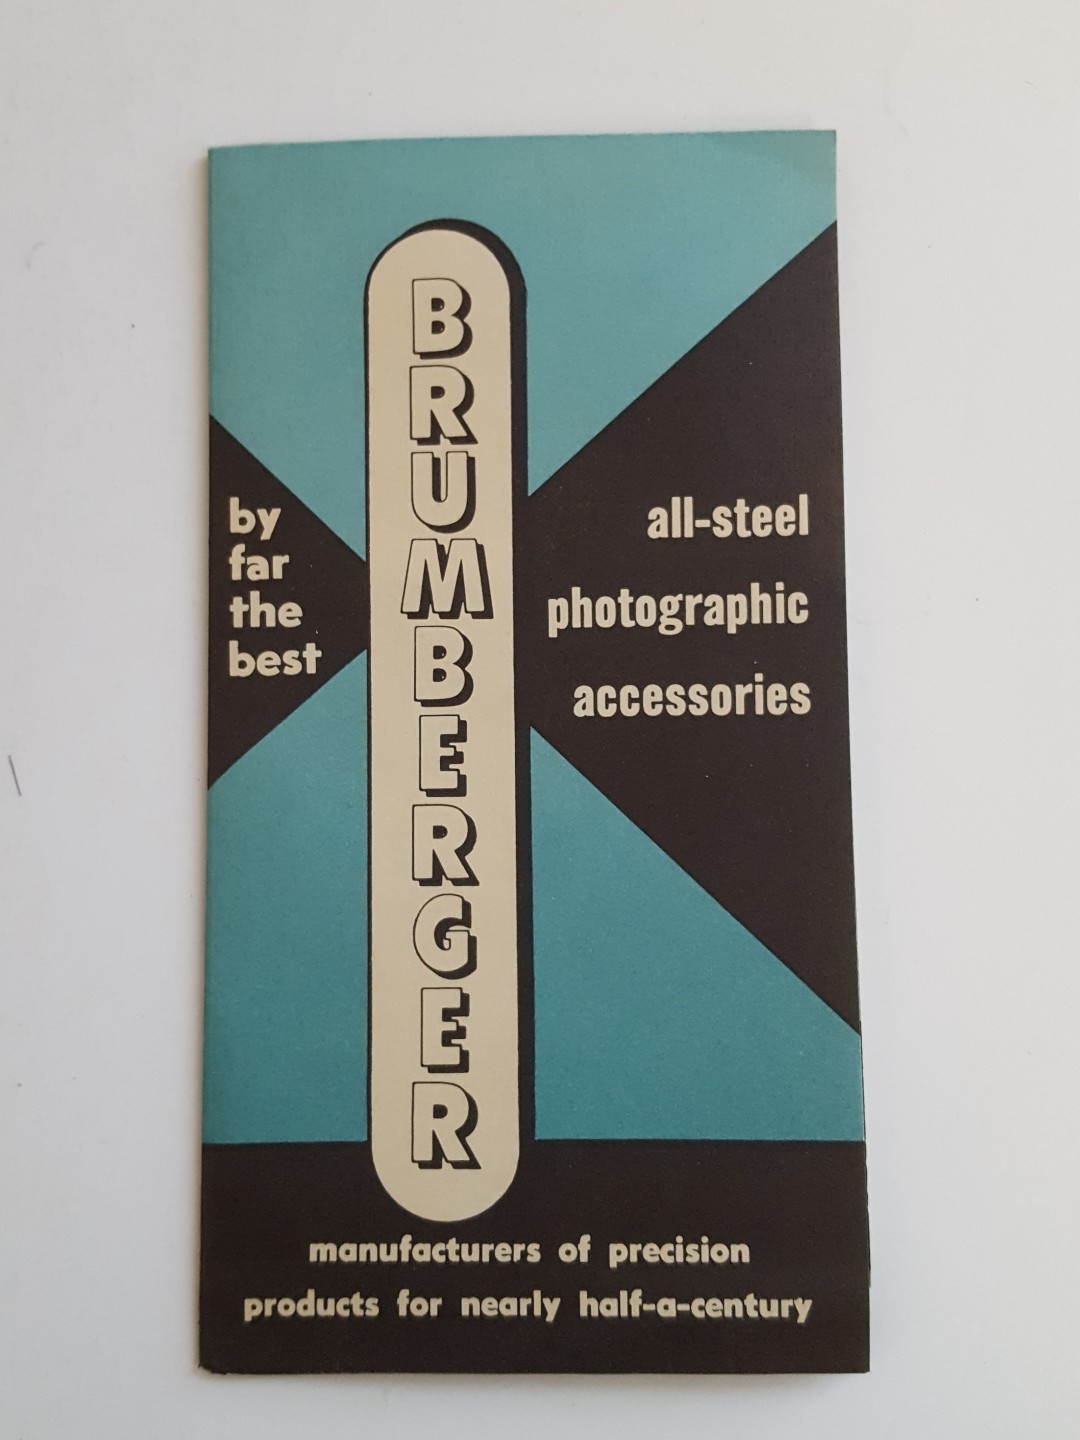 BRUMBERGER
by
far
the
best
all-steel
photographic
accessories
manufacturers of precision
products for nearly half-a-century